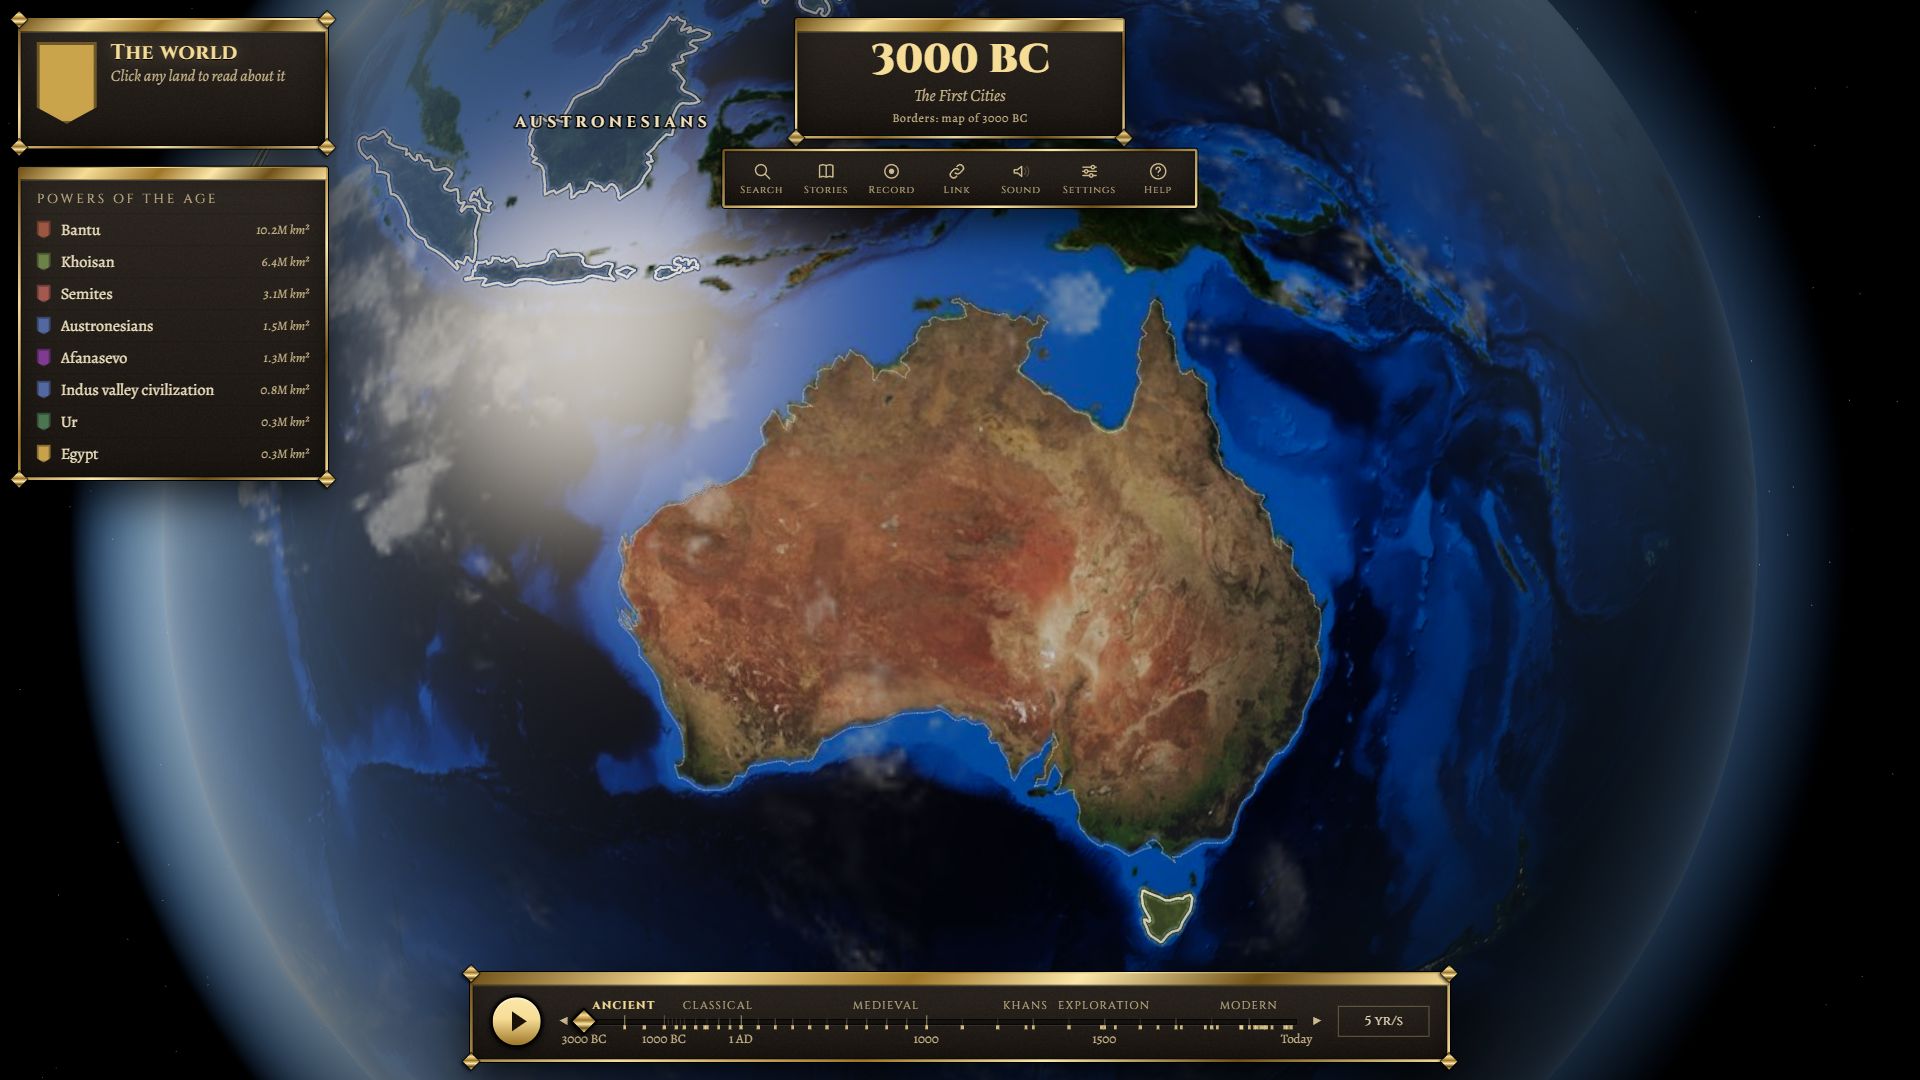 THE WORLD
Click any land to read about it
POWERS OF THE AGE
Bantu 10.2M km²
Khoisan 6.4M km²
Semites 3.1M km²
Austronesians 1.5M km²
Afanasevo 1.3M km²
Indus valley civilization 0.8M km²
Ur 0.3M km²
Egypt 0.3M km²
3000 BC
The First Cities
Borders: map of 3000 BC
SEARCH STORIES RECORD LINK SOUND SETTINGS HELP
AUSTRONESIANS
ANCIENT CLASSICAL MEDIEVAL KHANS EXPLORATION MODERN
3000 BC 1000 BC 1 AD 1000 1500 Today
5 YR/S